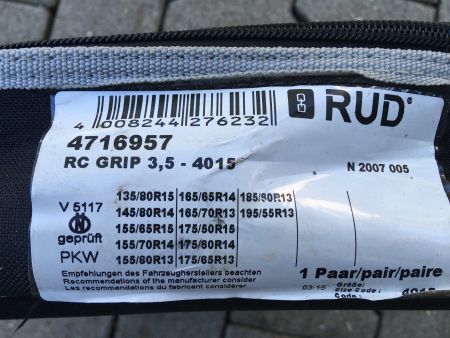 4 008244 276232
RUD
4716957
RC GRIP 3,5 - 4015
N 2007 005
V 5117
N
geprüft
PKW
135/80R15 165/65R14 185/60R13
145/80R14 165/70R13 195/55R13
155/65R15 175/50R15
155/70R14 175/60R14
155/80R13 175/65R13
Empfehlungen des Fahrzeugherstellers beachten
Recommendations of the manufacturer consider
Les recommandations du fabricant considérer
1 Paar/pair/paire
03.15 Größe:
Size Code :
Code :
4015